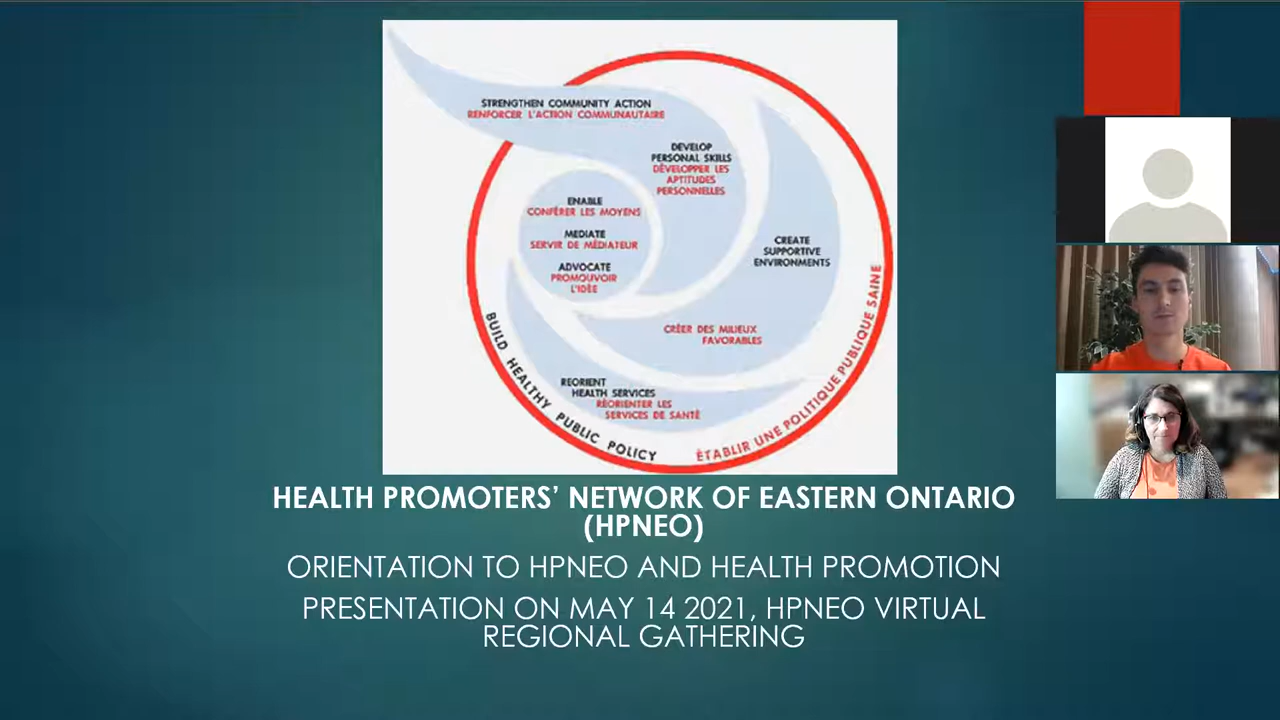 STRENGTHEN COMMUNITY ACTION
RENFORCER L'ACTION COMMUNAUTAIRE
DEVELOP
PERSONAL SKILLS
DÉVELOPPER LES
APTITUDES
PERSONNELLES
ENABLE
CONFÉRER LES MOYENS
MEDIATE
SERVIR DE MÉDIATEUR
ADVOCATE
PROMOUVOIR
L'IDÉE
CREATE
SUPPORTIVE
ENVIRONMENTS
CRÉER DES MILIEUX
FAVORABLES
REORIENT
HEALTH SERVICES
RÉORIENTER LES
SERVICES DE SANTÉ
BUILD HEALTHY PUBLIC POLICY
ÉTABLIR UNE POLITIQUE PUBLIQUE SAINE
HEALTH PROMOTERS' NETWORK OF EASTERN ONTARIO
(HPNEO)
ORIENTATION TO HPNEO AND HEALTH PROMOTION
PRESENTATION ON MAY 14 2021, HPNEO VIRTUAL
REGIONAL GATHERING